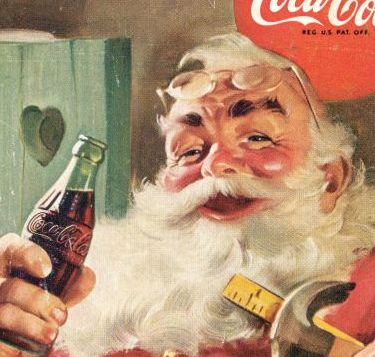 Coca-Co
REG. U.S. PAT. OFF.
Coca-Cola